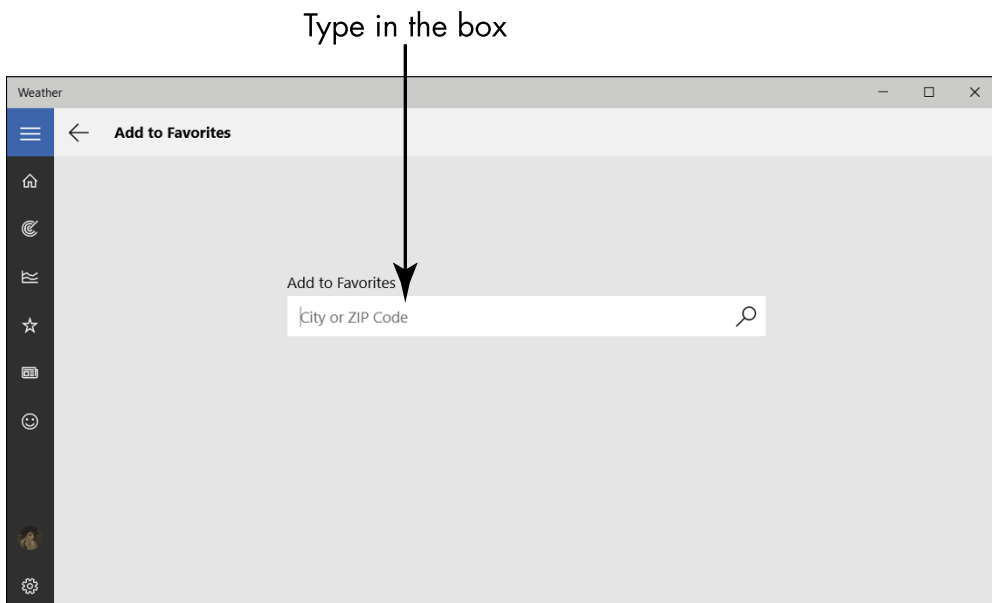 Type in the box
Weather
Add to Favorites
Add to Favorites
City or ZIP Code